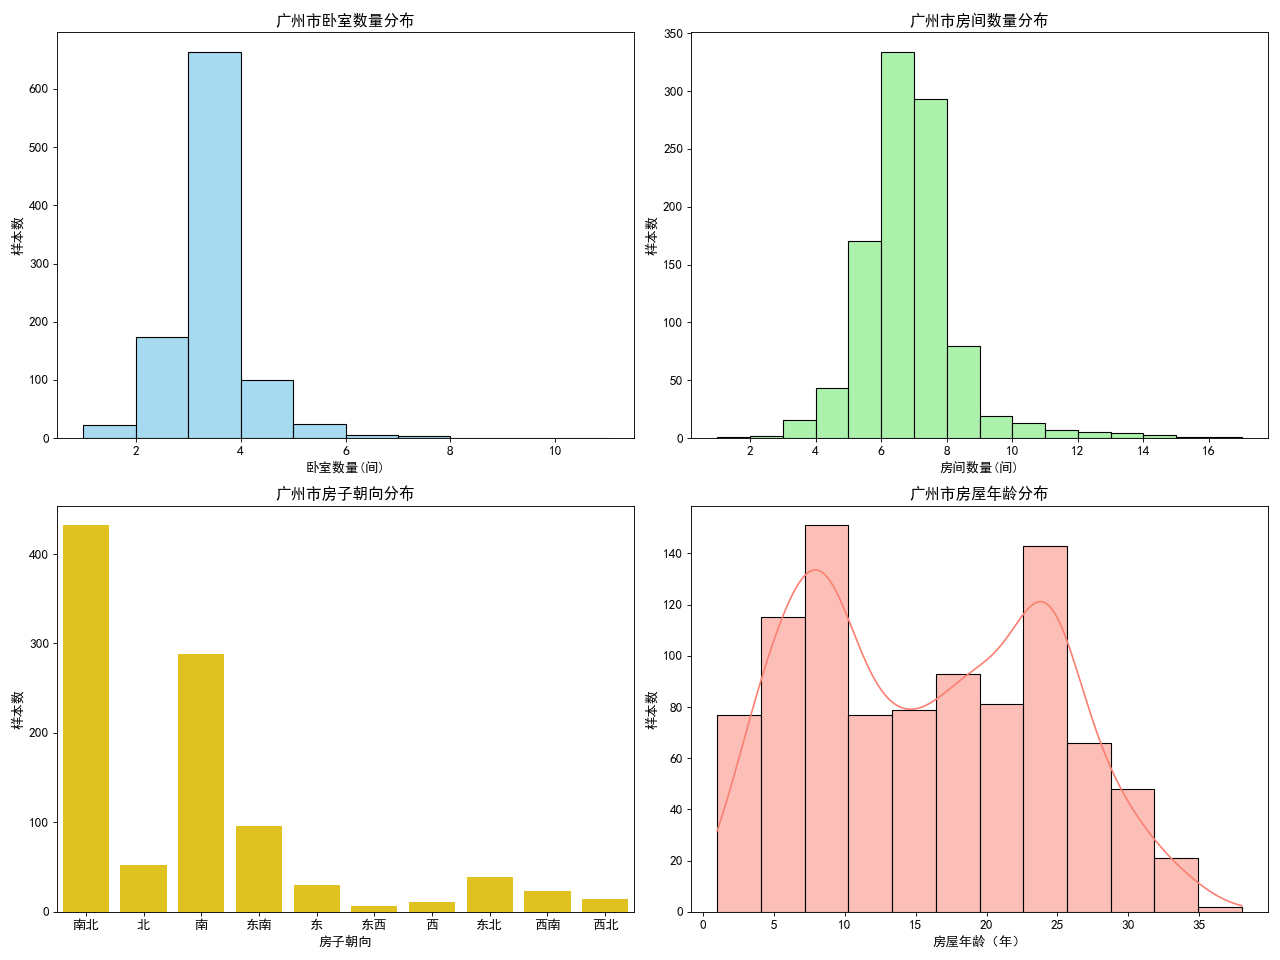 广州市卧室数量分布
样本数
600
500
400
300
200
100
0
2 4 6 8 10
卧室数量(间)
广州市房间数量分布
样本数
350
300
250
200
150
100
50
0
2 4 6 8 10 12 14 16
房间数量(间)
广州市房子朝向分布
样本数
400
300
200
100
0
南北 北 南 东南 东 东西 西 东北 西南 西北
房子朝向
广州市房屋年龄分布
样本数
140
120
100
80
60
40
20
0
0 5 10 15 20 25 30 35
房屋年龄（年）